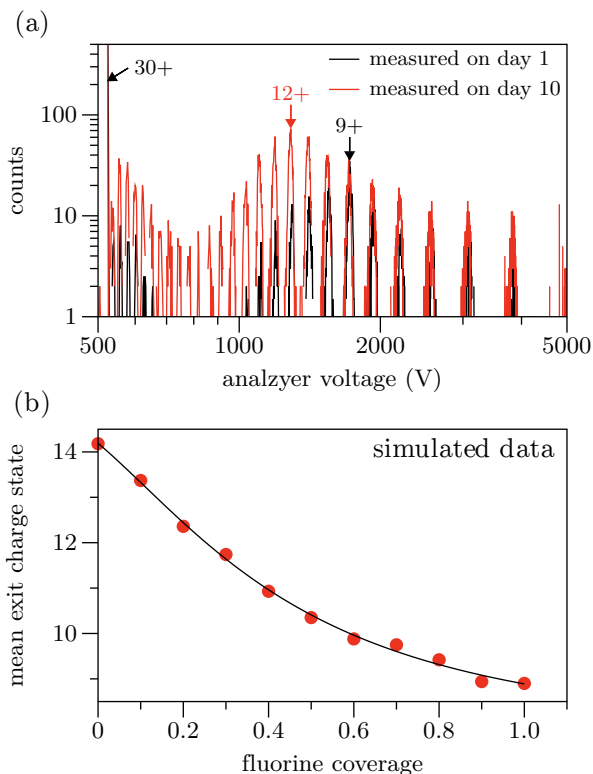 (a)
measured on day 1
measured on day 10
30+
12+
9+
100
10
1
counts
500
1000
2000
5000
analzyer voltage (V)
(b)
simulated data
14
12
10
mean exit charge state
0
0.2
0.4
0.6
0.8
1.0
fluorine coverage